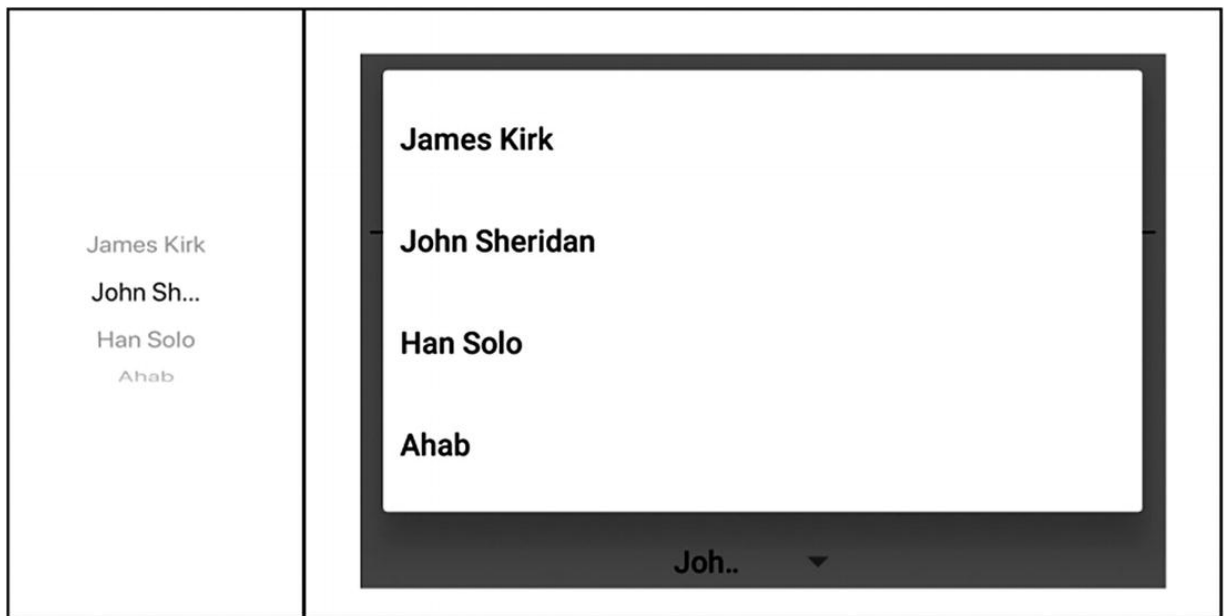 James Kirk
John Sh...
Han Solo
Ahab
James Kirk
John Sheridan
Han Solo
Ahab
Joh..